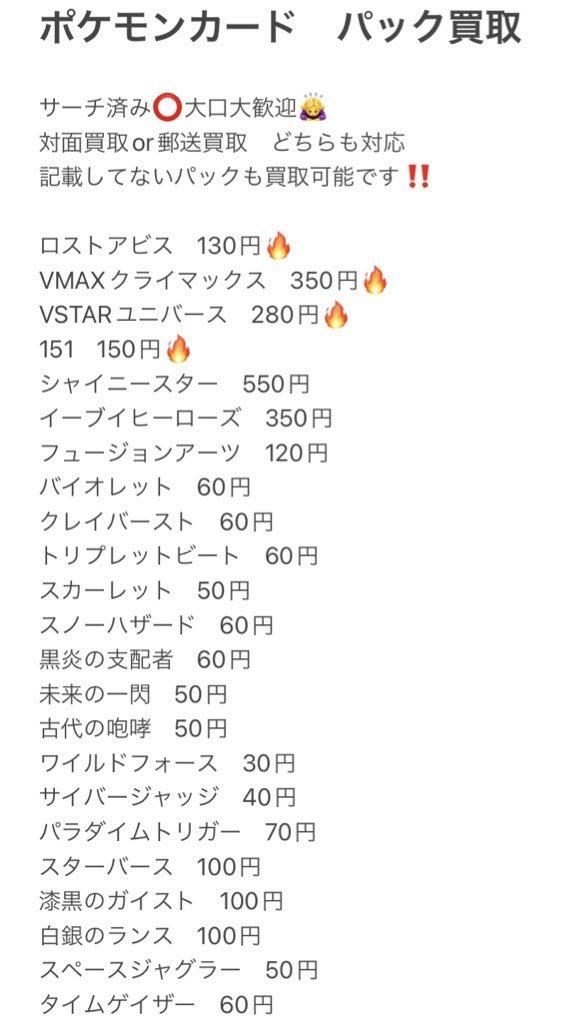 ポケモンカード　パック買取
サーチ済み⭕大口大歓迎🙇‍♀️
対面買取or郵送買取　どちらも対応
記載してないパックも買取可能です‼️
ロストアビス　130円🔥
VMAXクライマックス　350円🔥
VSTARユニバース　280円🔥
151　150円🔥
シャイニースター　550円
イーブイヒーローズ　350円
フュージョンアーツ　120円
バイオレット　60円
クレイバースト　60円
トリプレットビート　60円
スカーレット　50円
スノーハザード　60円
黒炎の支配者　60円
未来の一閃　50円
古代の咆哮　50円
ワイルドフォース　30円
サイバージャッジ　40円
パラダイムトリガー　70円
スターバース　100円
漆黒のガイスト　100円
白銀のランス　100円
スペースジャグラー　50円
タイムゲイザー　60円